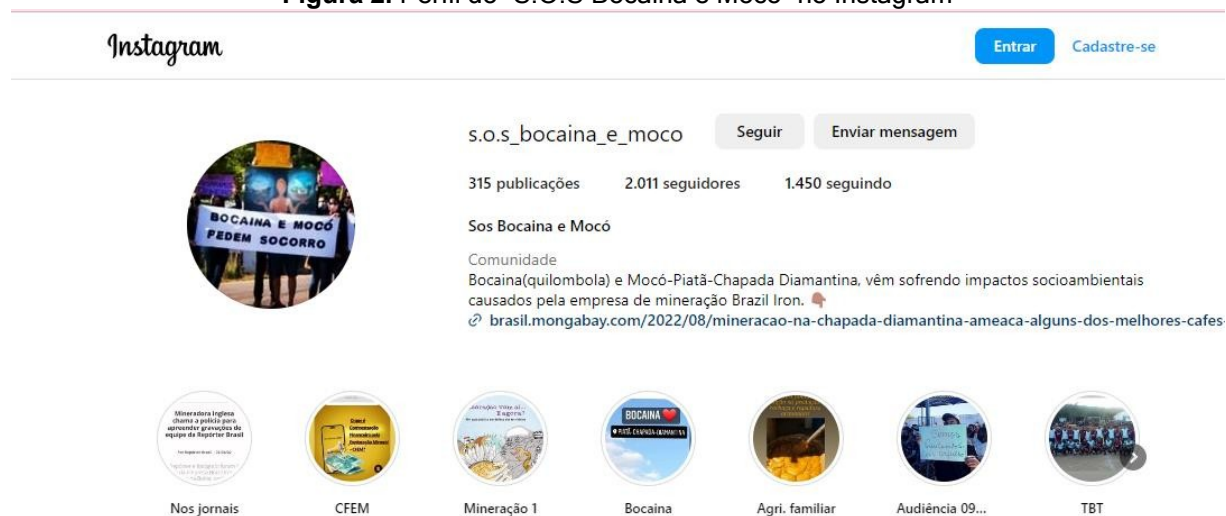 Figura 2. Perfil do "S.O.S Bocaina e Mocó" no Instagram
Instagram
Entrar
Cadastre-se
s.o.s_bocaina_e_moco
Seguir
Enviar mensagem
315 publicações
2.011 seguidores
1.450 seguindo
BOCAINA E MOCÓ
PEDEM SOCORRO
Sos Bocaina e Mocó
Comunidade
Bocaina(quilombola) e Mocó-Piatã-Chapada Diamantina, vêm sofrendo impactos socioambientais
causados pela empresa de mineração Brazil Iron.
brasil.mongabay.com/2022/08/mineracao-na-chapada-diamantina-ameaca-alguns-dos-melhores-cafes-
Mineradora inglesa
chama a polícia para
apreender gravações de
equipe da Repórter Brasil
BOCAINA
PIATÃ, CHAPADA-DIAMANTINA
Nos jornais
CFEM
Mineração 1
Bocaina
Agri. familiar
Audiência 09...
TBT